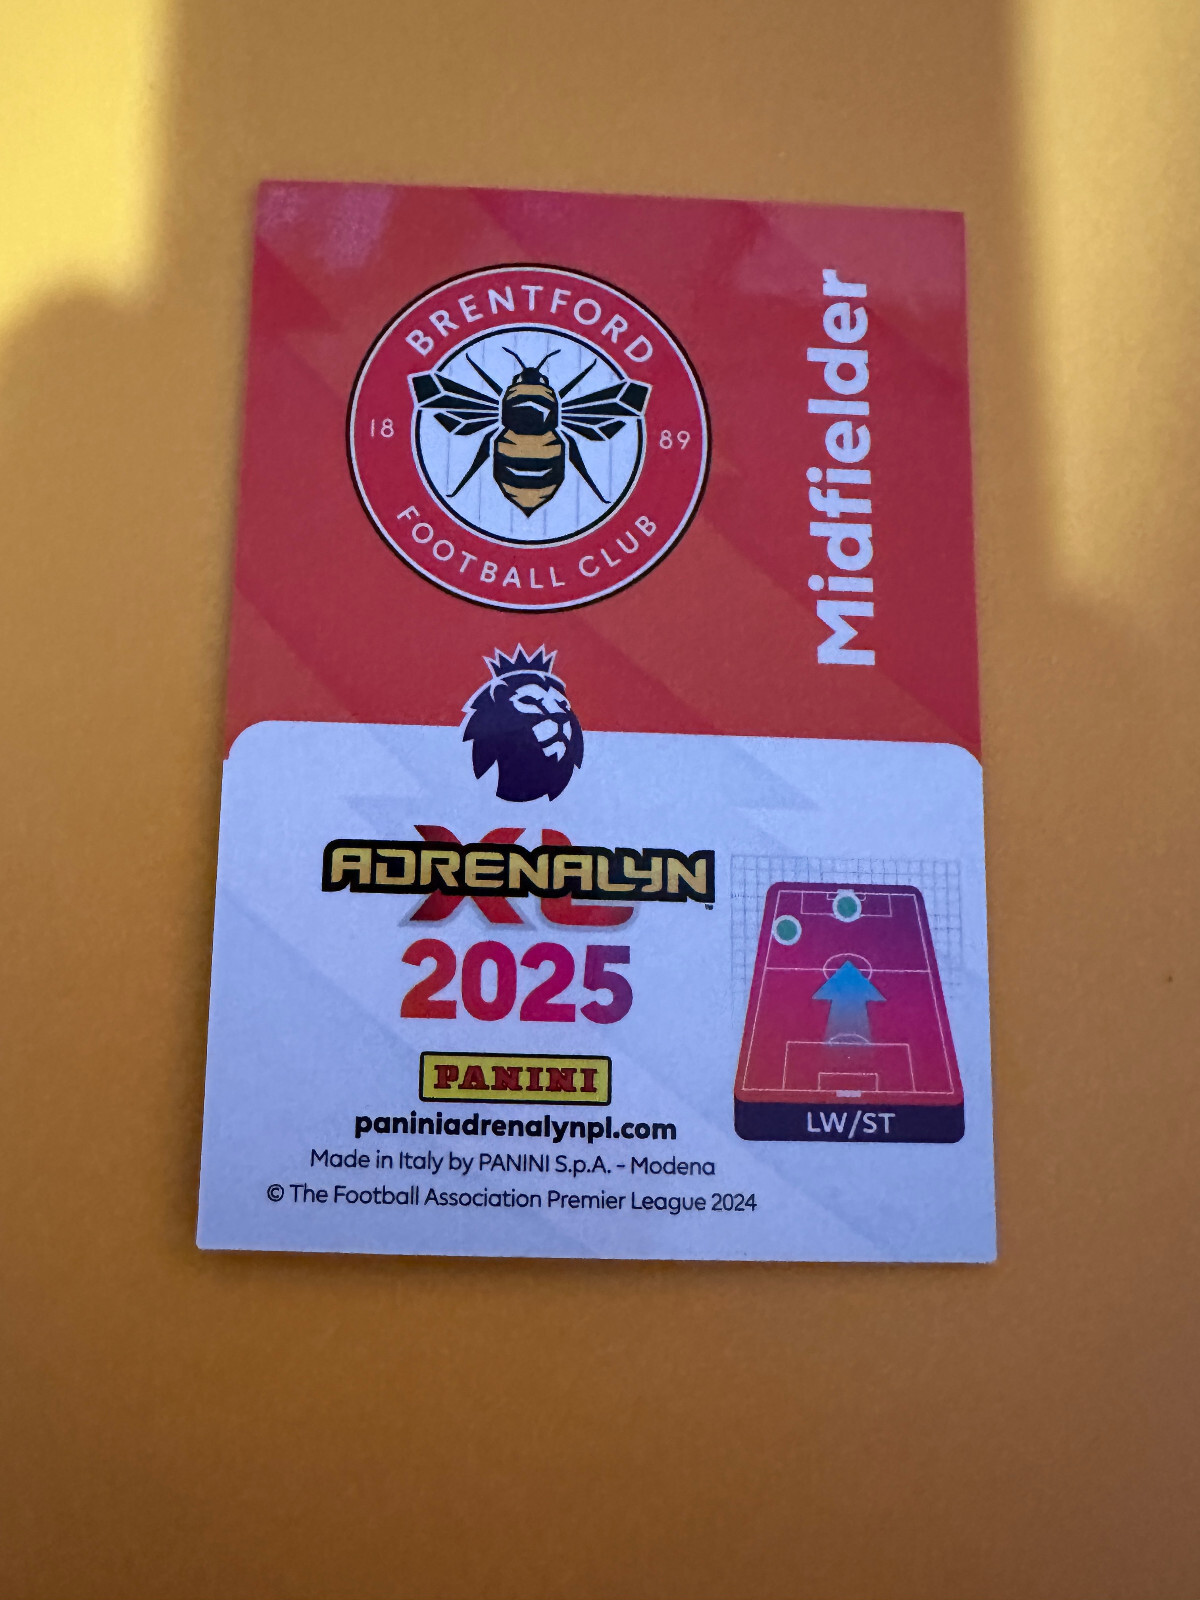 BRENTFORD
18 89
FOOTBALL CLUB
Midfielder
XL
ADRENALYN™
2025
PANINI
paniniadrenalynpl.com
Made in Italy by PANINI S.p.A. - Modena
© The Football Association Premier League 2024
LW/ST